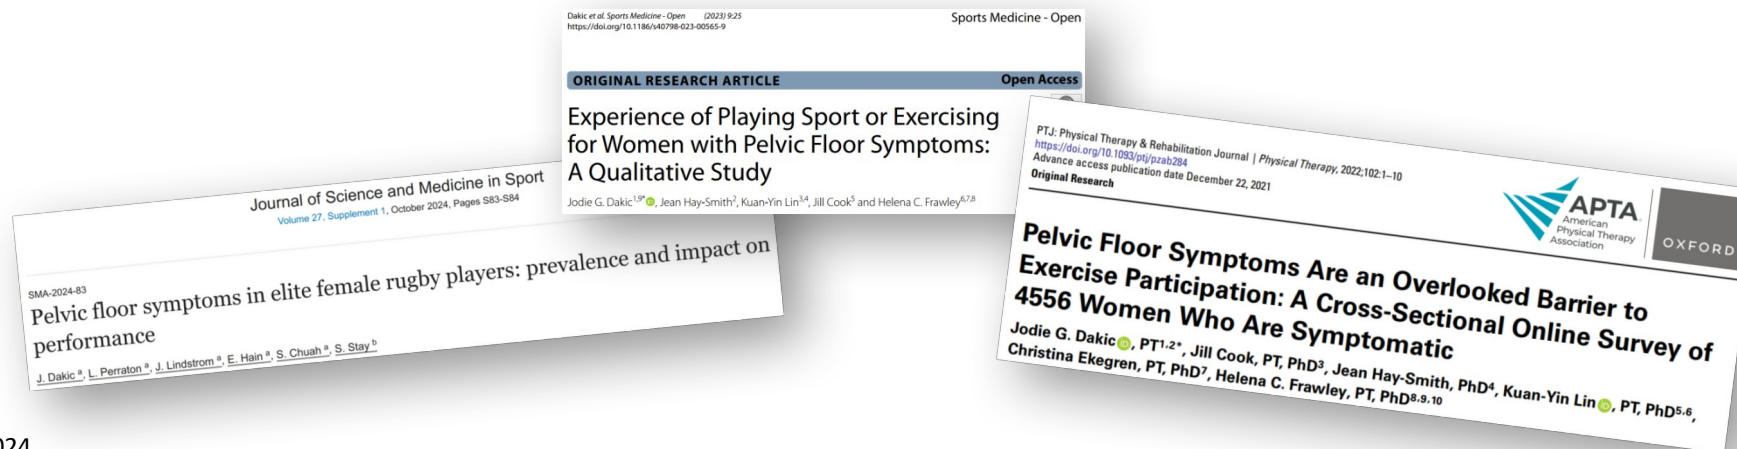 Dakic et al. Sports Medicine - Open (2023) 9:25
https://doi.org/10.1186/s40798-023-00565-9
Sports Medicine - Open
ORIGINAL RESEARCH ARTICLE
Open Access
Experience of Playing Sport or Exercising
for Women with Pelvic Floor Symptoms:
A Qualitative Study
Jodie G. Dakic1,9*, Jean Hay-Smith2, Kuan-Yin Lin3,4, Jill Cook5 and Helena C. Frawley6,7,8
Journal of Science and Medicine in Sport
Volume 27, Supplement 1, October 2024, Pages S83-S84
SMA-2024-83
Pelvic floor symptoms in elite female rugby players: prevalence and impact on
performance
J. Dakic a, L. Perraton a, J. Lindstrom a, E. Hain a, S. Chuah a, S. Stay b
PTJ: Physical Therapy & Rehabilitation Journal | Physical Therapy, 2022;102:1–10
https://doi.org/10.1093/ptj/pzab284
Advance access publication date December 22, 2021
Original Research
APTA
American
Physical Therapy
Association
OXFORD
Pelvic Floor Symptoms Are an Overlooked Barrier to
Exercise Participation: A Cross-Sectional Online Survey of
4556 Women Who Are Symptomatic
Jodie G. Dakic, PT1,2*, Jill Cook, PT, PhD3, Jean Hay-Smith, PhD4, Kuan-Yin Lin, PT, PhD5,6,
Christina Ekegren, PT, PhD7, Helena C. Frawley, PT, PhD8,9,10